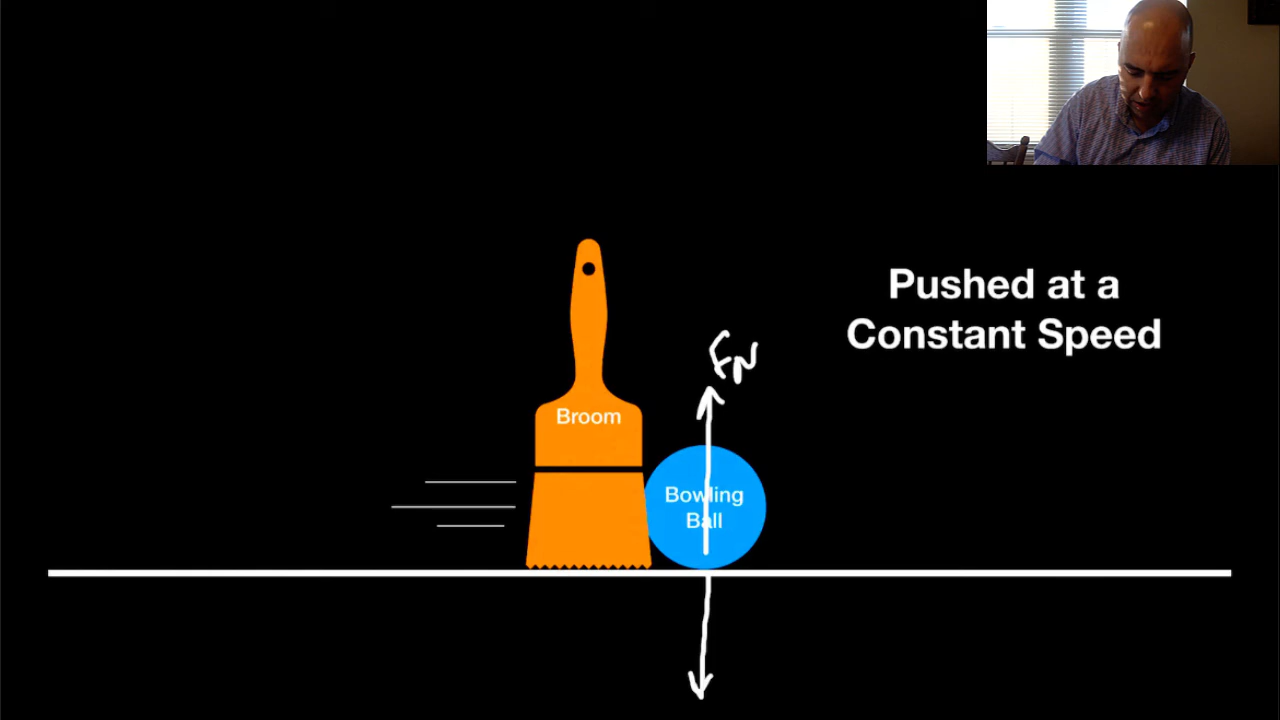 Pushed at a
Constant Speed
FN
Broom
Bowling
Ball